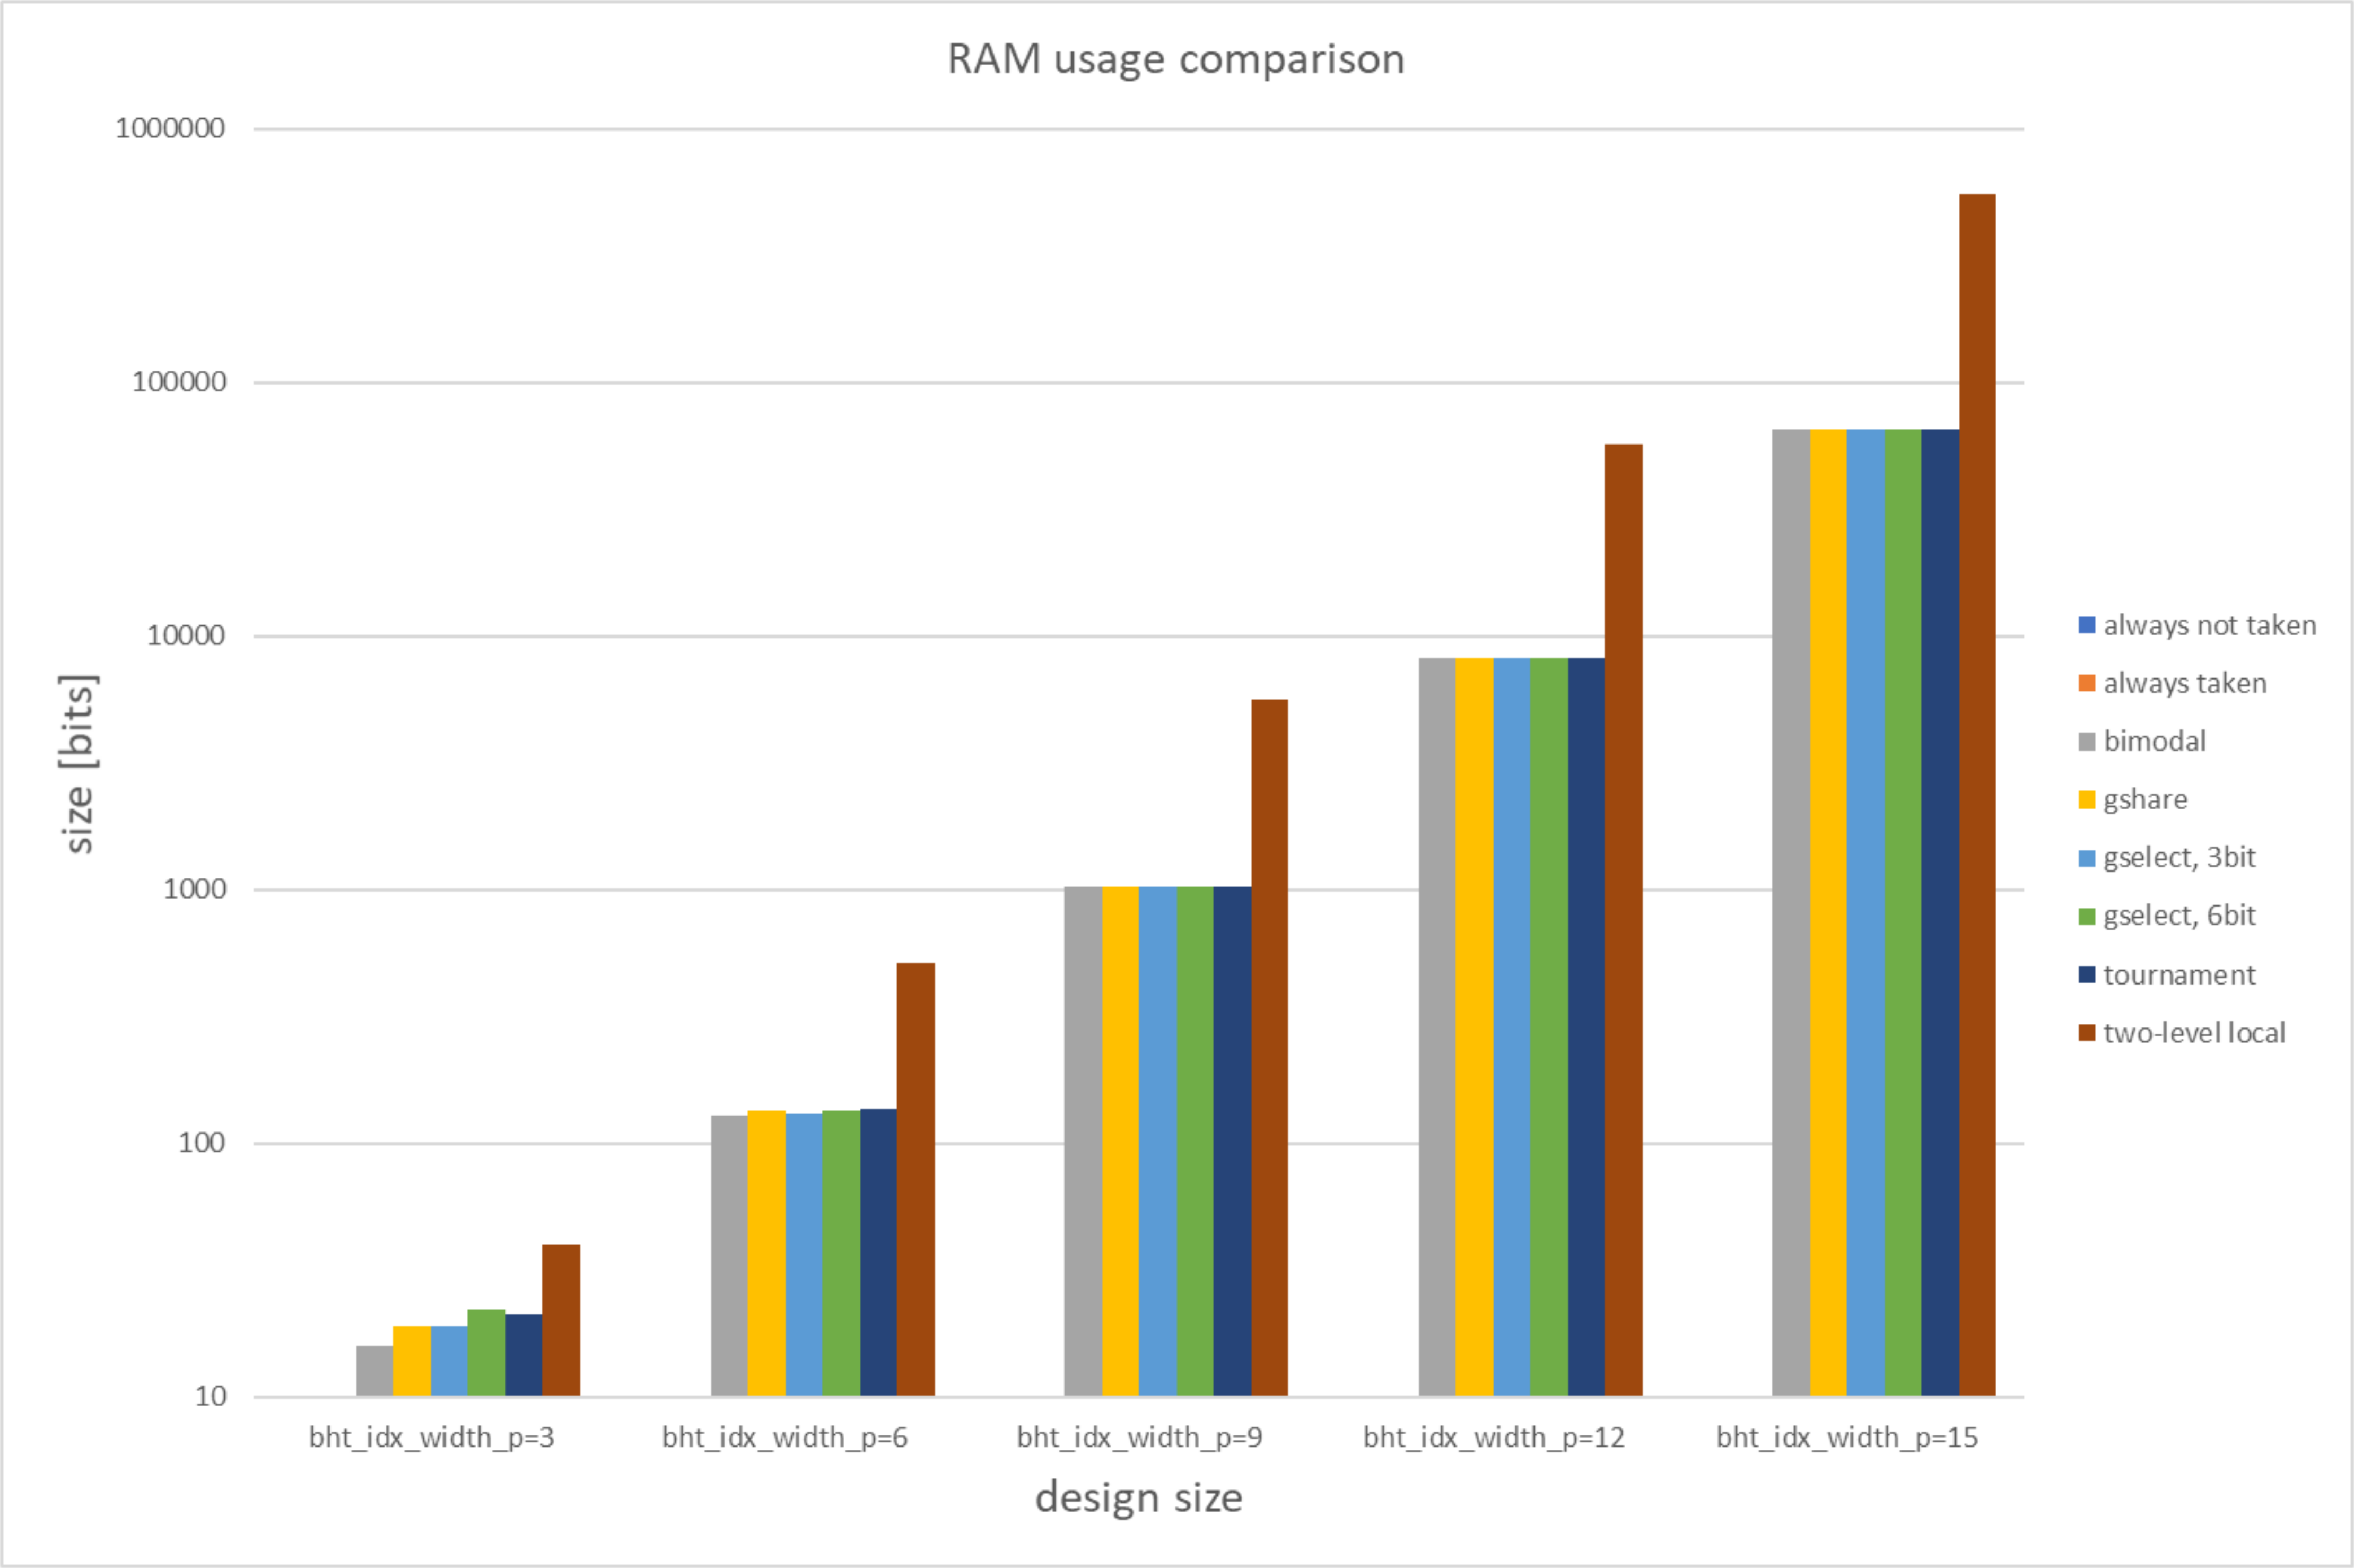 RAM usage comparison
1000000
100000
10000
1000
100
10
size [bits]
bht_idx_width_p=3
bht_idx_width_p=6
bht_idx_width_p=9
bht_idx_width_p=12
bht_idx_width_p=15
design size
always not taken
always taken
bimodal
gshare
gselect, 3bit
gselect, 6bit
tournament
two-level local